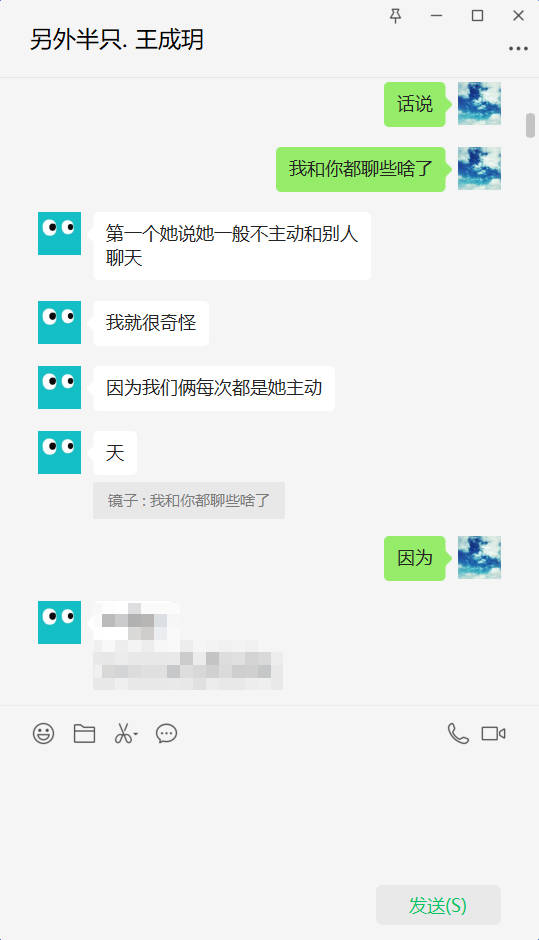 另外半只. 王成玥
话说
我和你都聊些啥了
第一个她说她一般不主动和别人
聊天
我就很奇怪
因为我们俩每次都是她主动
天
镜子 : 我和你都聊些啥了
因为
发送(S)